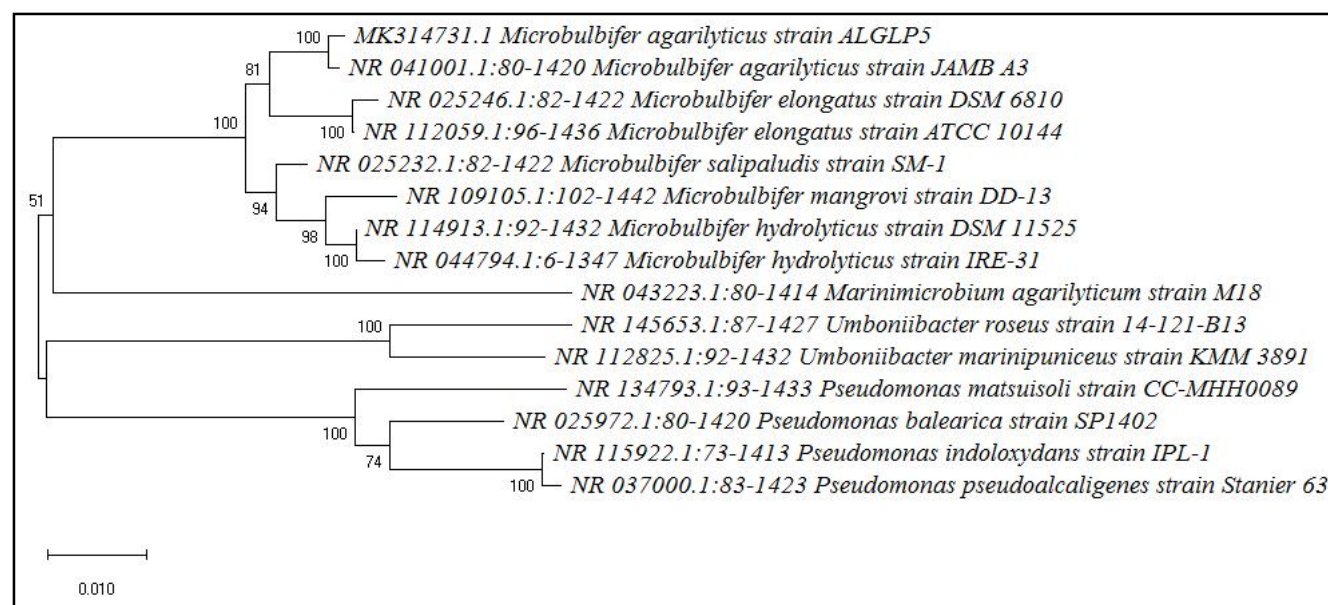 100 MK314731.1 Microbulbifer agarilyticus strain ALGLP5
NR 041001.1:80-1420 Microbulbifer agarilyticus strain JAMB A3
81
NR 025246.1:82-1422 Microbulbifer elongatus strain DSM 6810
100
100 NR 112059.1:96-1436 Microbulbifer elongatus strain ATCC 10144
NR 025232.1:82-1422 Microbulbifer salipaludis strain SM-1
51
NR 109105.1:102-1442 Microbulbifer mangrovi strain DD-13
94
98 NR 114913.1:92-1432 Microbulbifer hydrolyticus strain DSM 11525
100 NR 044794.1:6-1347 Microbulbifer hydrolyticus strain IRE-31
NR 043223.1:80-1414 Marinimicrobium agarilyticum strain M18
100 NR 145653.1:87-1427 Umboniibacter roseus strain 14-121-B13
NR 112825.1:92-1432 Umboniibacter marinipuniceus strain KMM 3891
NR 134793.1:93-1433 Pseudomonas matsuisoli strain CC-MHH0089
NR 025972.1:80-1420 Pseudomonas balearica strain SP1402
100
74 NR 115922.1:73-1413 Pseudomonas indoloxydans strain IPL-1
100 NR 037000.1:83-1423 Pseudomonas pseudoalcaligenes strain Stanier 63
0.010